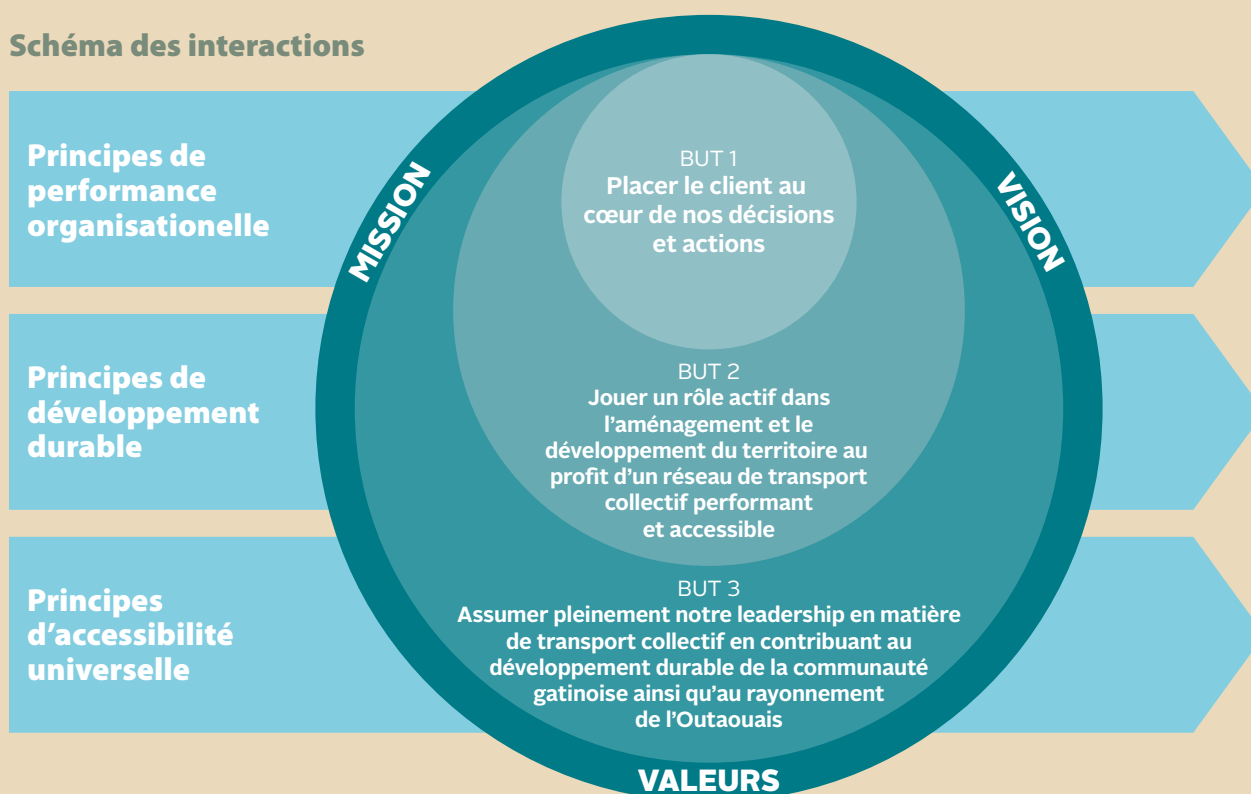 Schéma des interactions
Principes de
performance
organisationelle
MISSION
BUT 1
Placer le client au
cœur de nos décisions
et actions
VISION
Principes de
développement
durable
BUT 2
Jouer un rôle actif dans
l’aménagement et le
développement du territoire au
profit d’un réseau de transport
collectif performant
et accessible
Principes
d’accessibilité
universelle
BUT 3
Assumer pleinement notre leadership en matière
de transport collectif en contribuant au
développement durable de la communauté
gatinoise ainsi qu’au rayonnement
de l’Outaouais
VALEURS